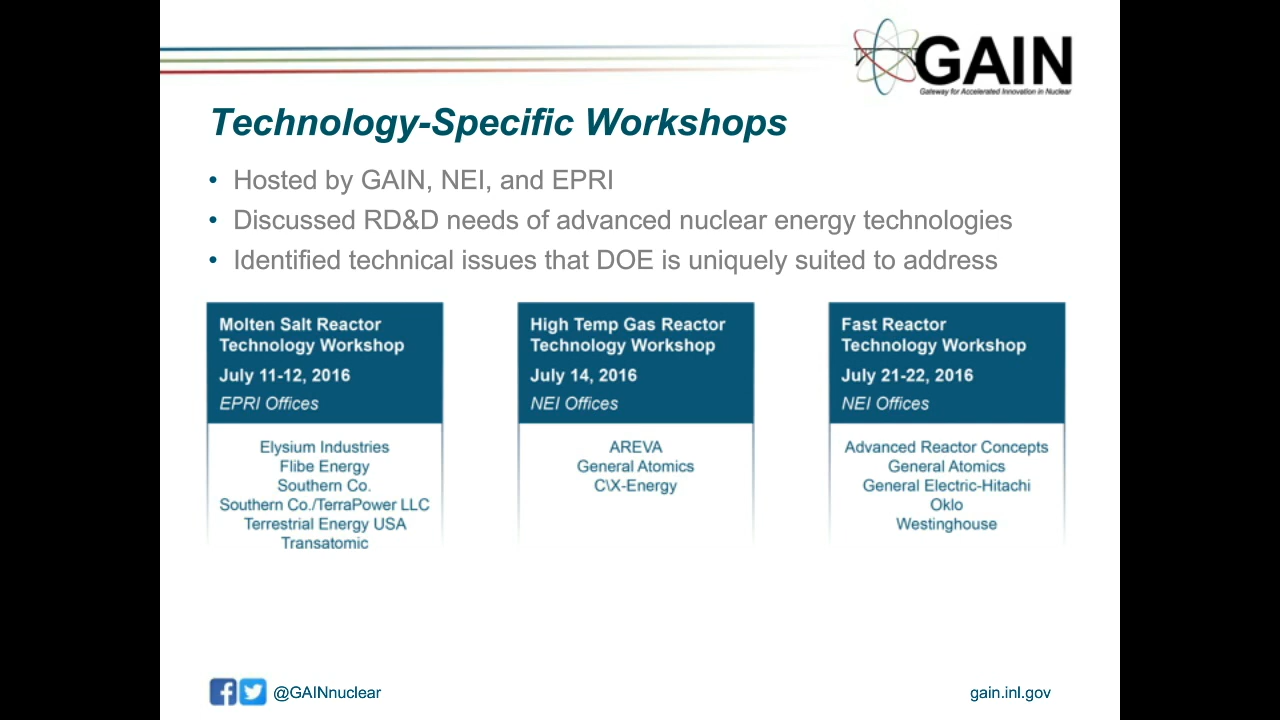 GAIN
Gateway for Accelerated Innovation in Nuclear
Technology-Specific Workshops
• Hosted by GAIN, NEI, and EPRI
• Discussed RD&D needs of advanced nuclear energy technologies
• Identified technical issues that DOE is uniquely suited to address
Molten Salt Reactor
Technology Workshop
July 11-12, 2016
EPRI Offices
Elysium Industries
Flibe Energy
Southern Co.
Southern Co./TerraPower LLC
Terrestrial Energy USA
Transatomic
High Temp Gas Reactor
Technology Workshop
July 14, 2016
NEI Offices
AREVA
General Atomics
C\X-Energy
Fast Reactor
Technology Workshop
July 21-22, 2016
NEI Offices
Advanced Reactor Concepts
General Atomics
General Electric-Hitachi
Oklo
Westinghouse
@GAINnuclear
gain.inl.gov